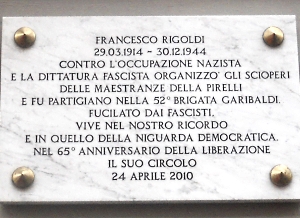 FRANCESCO RIGOLDI
29.03.1914 - 30.12.1944
CONTRO L'OCCUPAZIONE NAZISTA
E LA DITTATURA FASCISTA ORGANIZZO' GLI SCIOPERI
DELLE MAESTRANZE DELLA PIRELLI
E FU PARTIGIANO NELLA 52° BRIGATA GARIBALDI.
FUCILATO DAI FASCISTI,
VIVE NEL NOSTRO RICORDO
E IN QUELLO DELLA NIGUARDA DEMOCRATICA.
NEL 65° ANNIVERSARIO DELLA LIBERAZIONE
IL SUO CIRCOLO
24 APRILE 2010